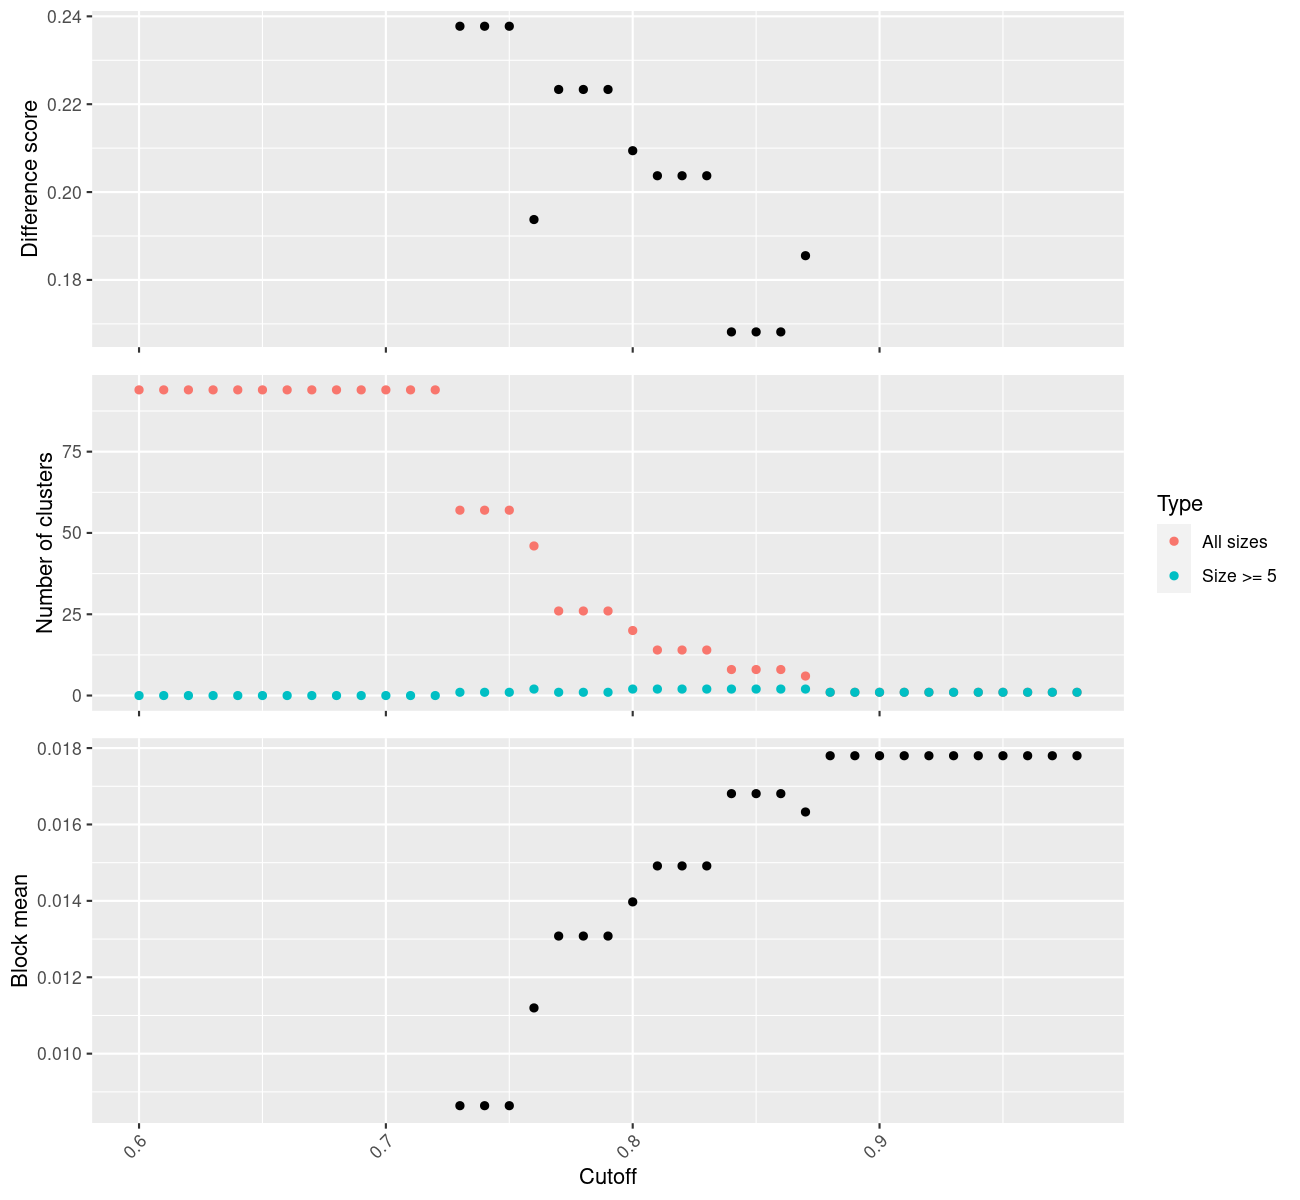 0.24
0.22
0.20
0.18
Difference score
75
50
25
0
Number of clusters
Type
All sizes
Size >= 5
0.018
0.016
0.014
0.012
0.010
Block mean
0.6
0.7
0.8
0.9
Cutoff